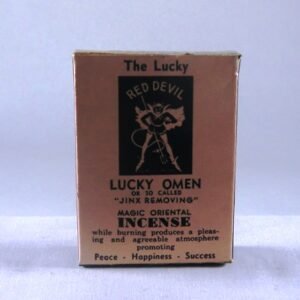 The Lucky
RED DEVIL
LUCKY OMEN
OR SO CALLED
"JINX REMOVING"
MAGIC ORIENTAL
INCENSE
while burning produces a pleas-
ing and agreeable atmosphere
promoting
Peace - Happiness - Success